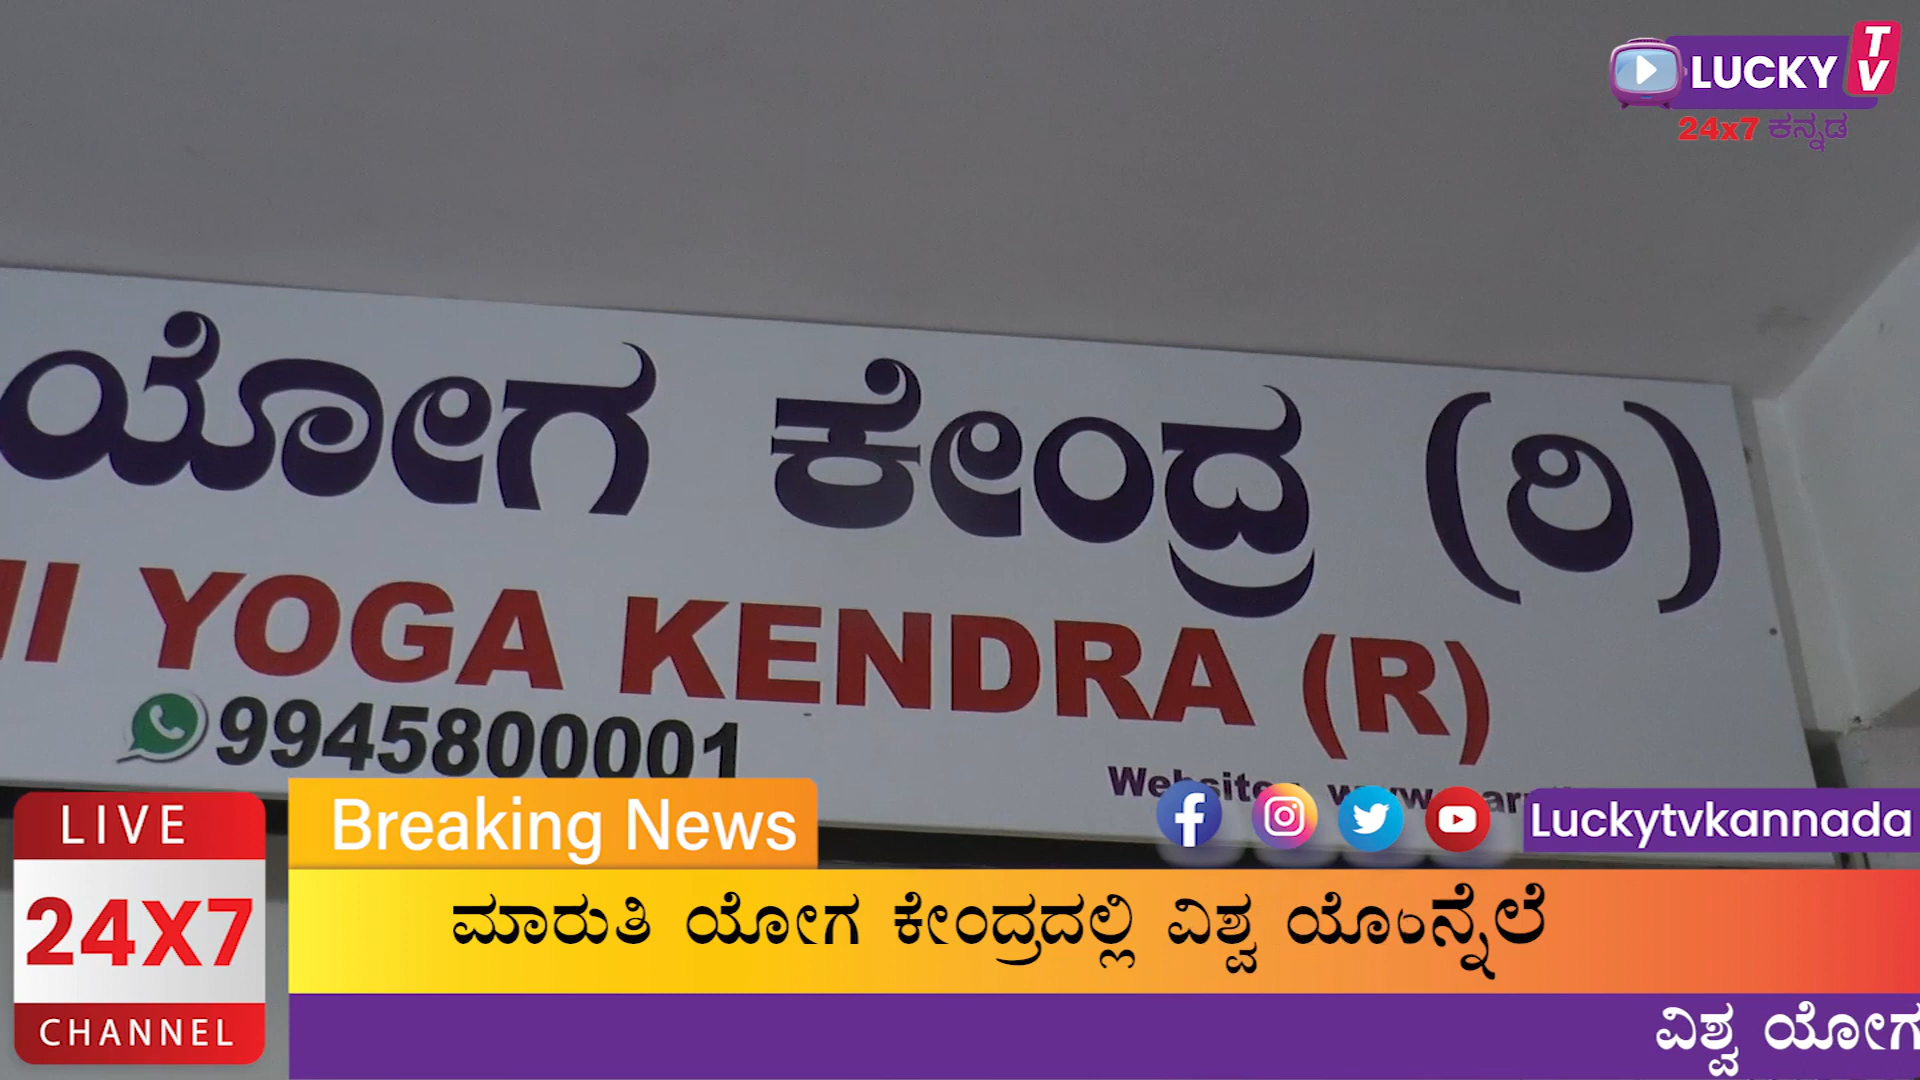 LUCKY TV
24x7 ಕನ್ನಡ
ಯೋಗ ಕೇಂದ್ರ (ರಿ)
YOGA KENDRA (R)
9945800001
Luckytvkannada
LIVE
24X7
CHANNEL
Breaking News
ಮಾರುತಿ ಯೋಗ ಕೇಂದ್ರದಲ್ಲಿ ವಿಶ್ವ ಯೊಂನ್ನೆಲೆ
ವಿಶ್ವ ಯೋಗ